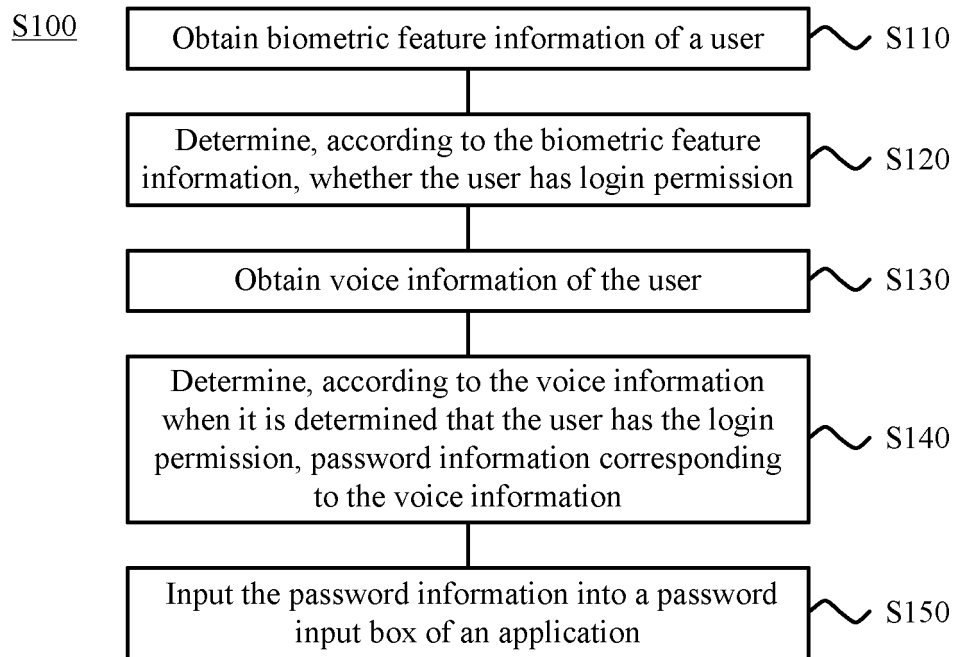 S100
Obtain biometric feature information of a user
S110
Determine, according to the biometric feature
information, whether the user has login permission
S120
Obtain voice information of the user
S130
Determine, according to the voice information
when it is determined that the user has the login
permission, password information corresponding
to the voice information
S140
Input the password information into a password
input box of an application
S150